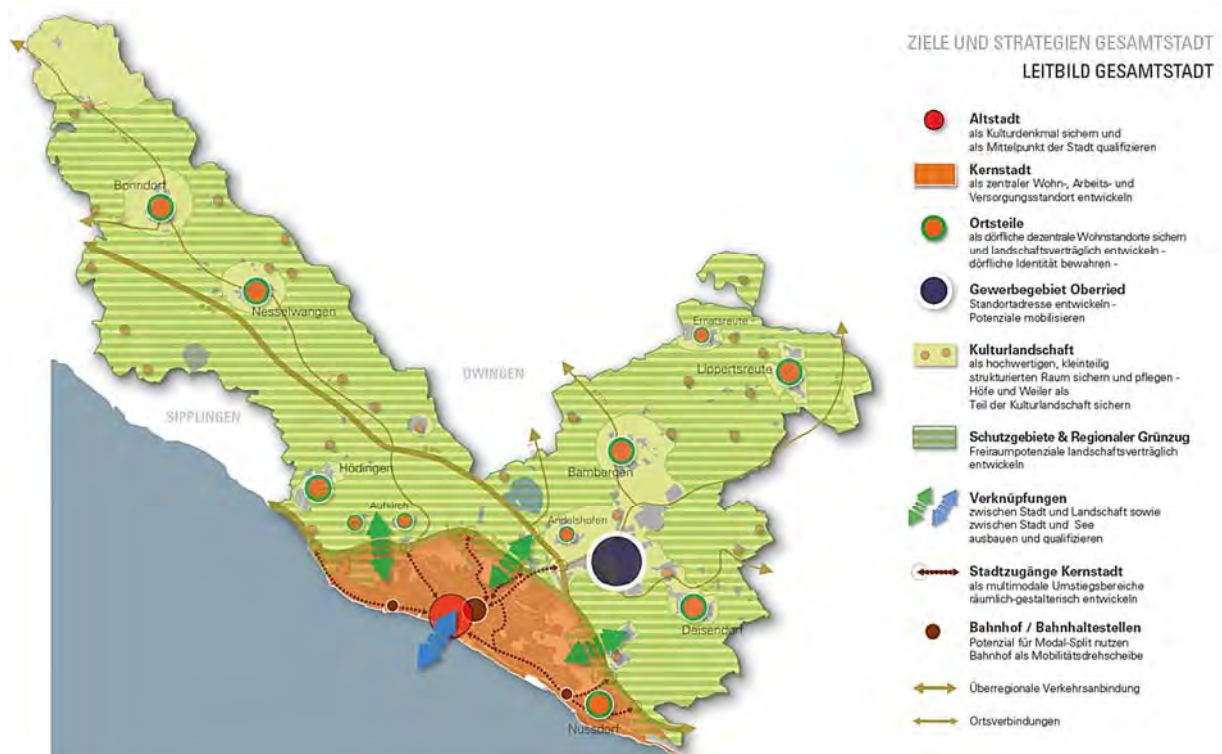 ZIELE UND STRATEGIEN GESAMTSTADT
LEITBILD GESAMTSTADT
Altstadt
als Kulturdenkmal sichern und
als Mittelpunkt der Stadt qualifizieren
Kernstadt
als zentraler Wohn-, Arbeits- und
Versorgungsstandort entwickeln
Ortsteile
als dörfliche dezentrale Wohnstandorte sichern
und landschaftsverträglich entwickeln -
dörfliche Identität bewahren -
Gewerbegebiet Oberried
Standortadresse entwickeln -
Potenziale mobilisieren
Kulturlandschaft
als hochwertigen, kleinteilig
strukturierten Raum sichern und pflegen -
Höfe und Weiler als
Teil der Kulturlandschaft sichern
Schutzgebiete & Regionaler Grünzug
Freiraumpotenziale landschaftsverträglich
entwickeln
Verknüpfungen
zwischen Stadt und Landschaft sowie
zwischen Stadt und See
ausbauen und qualifizieren
Stadtzugänge Kernstadt
als multimodale Umstiegsbereiche
räumlich-gestalterisch entwickeln
Bahnhof / Bahnhaltestellen
Potenzial für Modal-Split nutzen
Bahnhof als Mobilitätsdrehscheibe
Überregionale Verkehrsanbindung
Ortsverbindungen
Bonndorf
Nesselwangen
Ernatsreute
Lippertsreute
OWINGEN
SIPPLINGEN
Hödingen
Bambergen
Aufkirch
Andelshofen
Daisendorf
Nussdorf